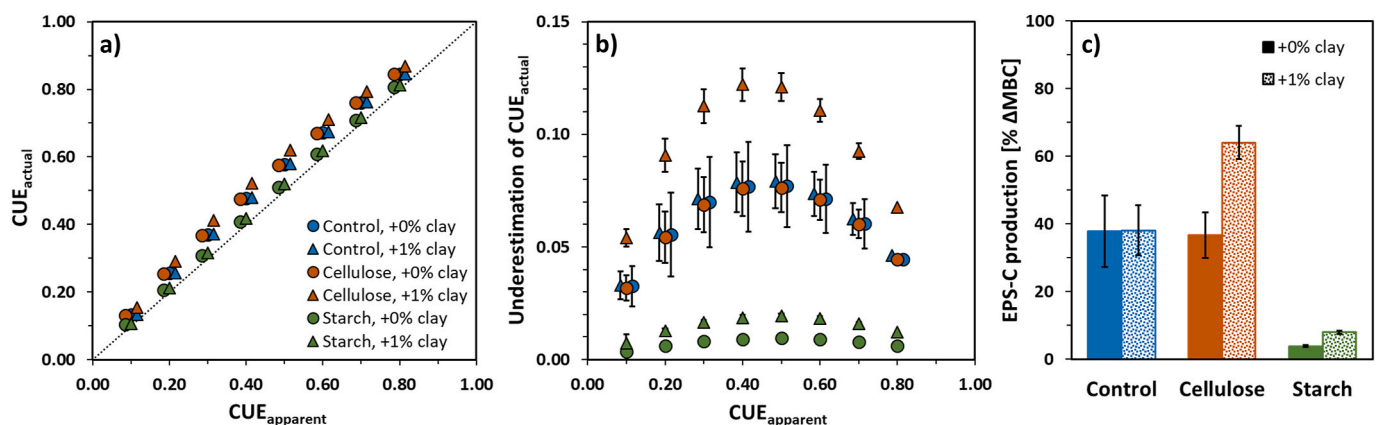 a)
1.00
0.80
0.60
0.40
0.20
0.00
CUEactual
0.00 0.20 0.40 0.60 0.80 1.00
CUEapparent
Control, +0% clay
Control, +1% clay
Cellulose, +0% clay
Cellulose, +1% clay
Starch, +0% clay
Starch, +1% clay
b)
0.15
0.10
0.05
0.00
Underestimation of CUEactual
0.00 0.20 0.40 0.60 0.80 1.00
CUEapparent
c)
100
80
60
40
20
0
EPS-C production [% ΔMBC]
+0% clay
+1% clay
Control Cellulose Starch